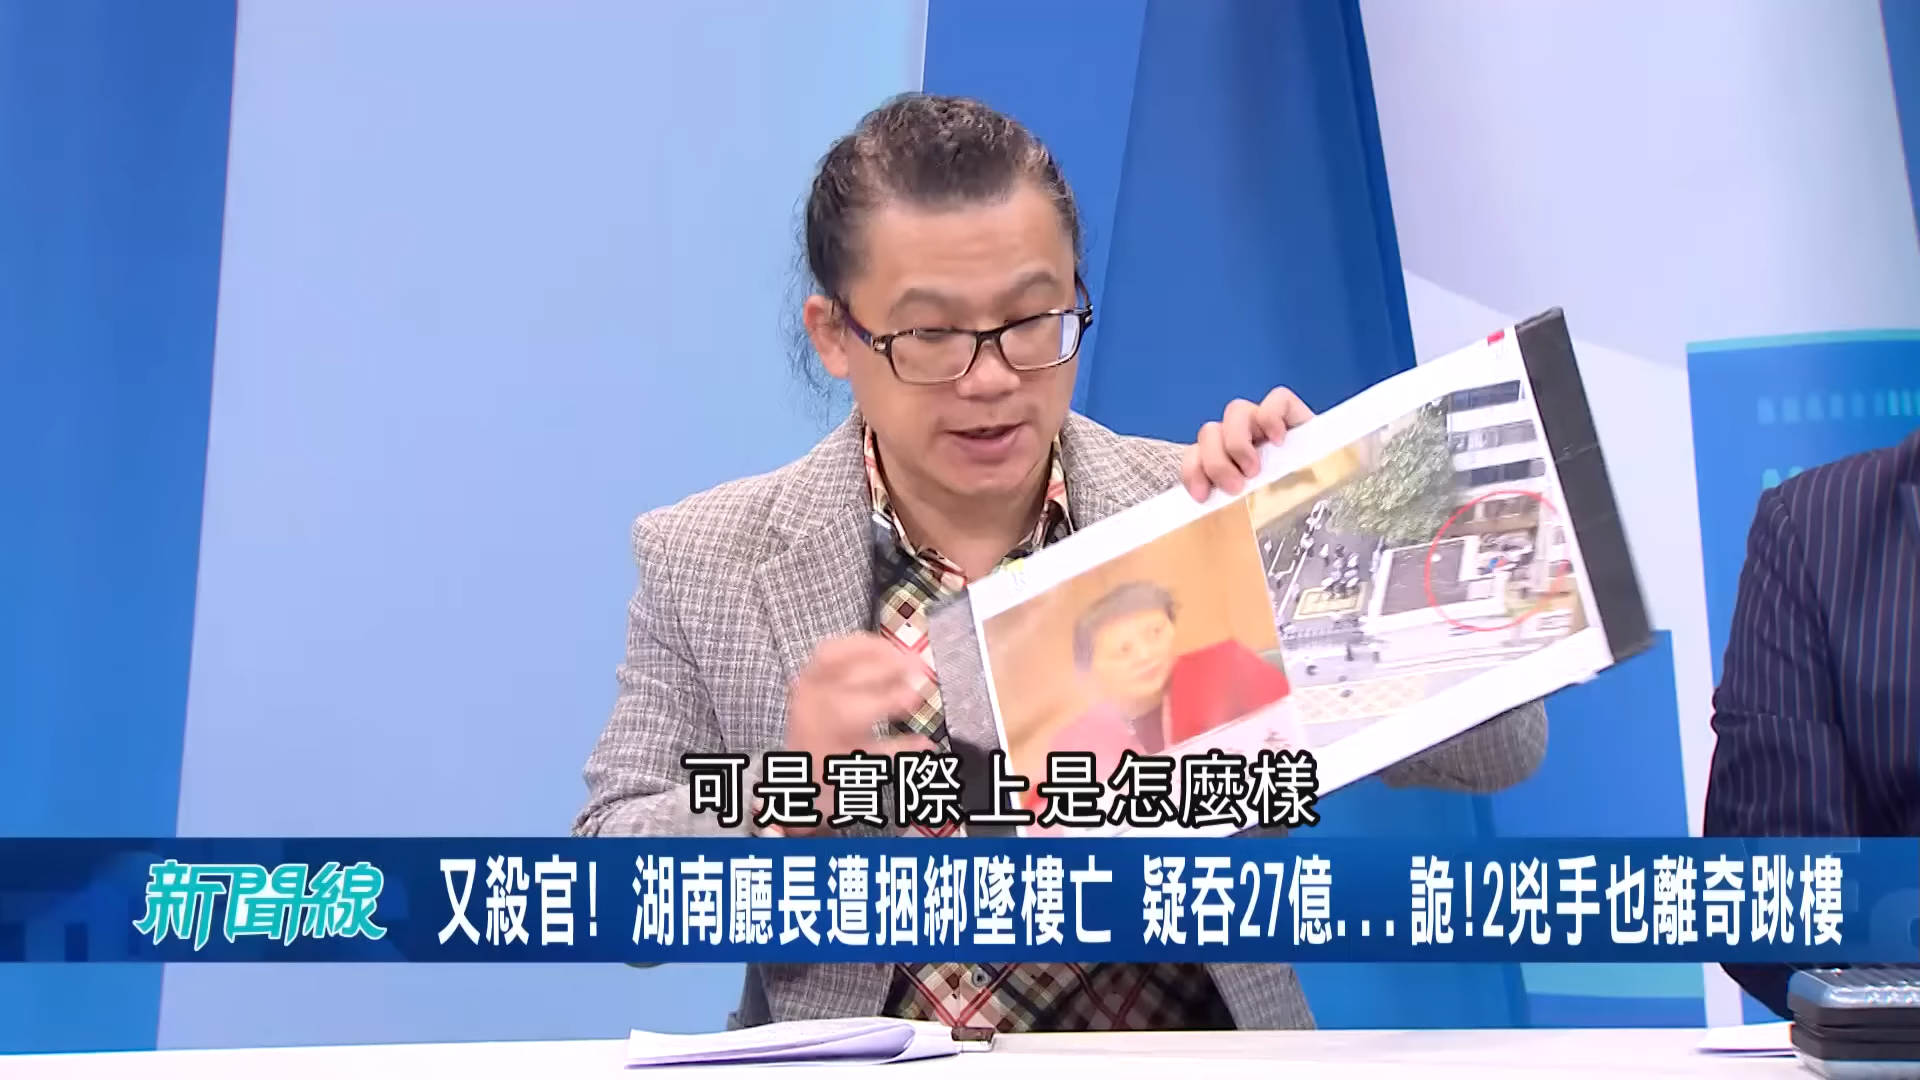 可是實際上是怎麼樣
新聞線
又殺官! 湖南廳長遭捆綁墜樓亡 疑吞27億...詭!2兇手也離奇跳樓